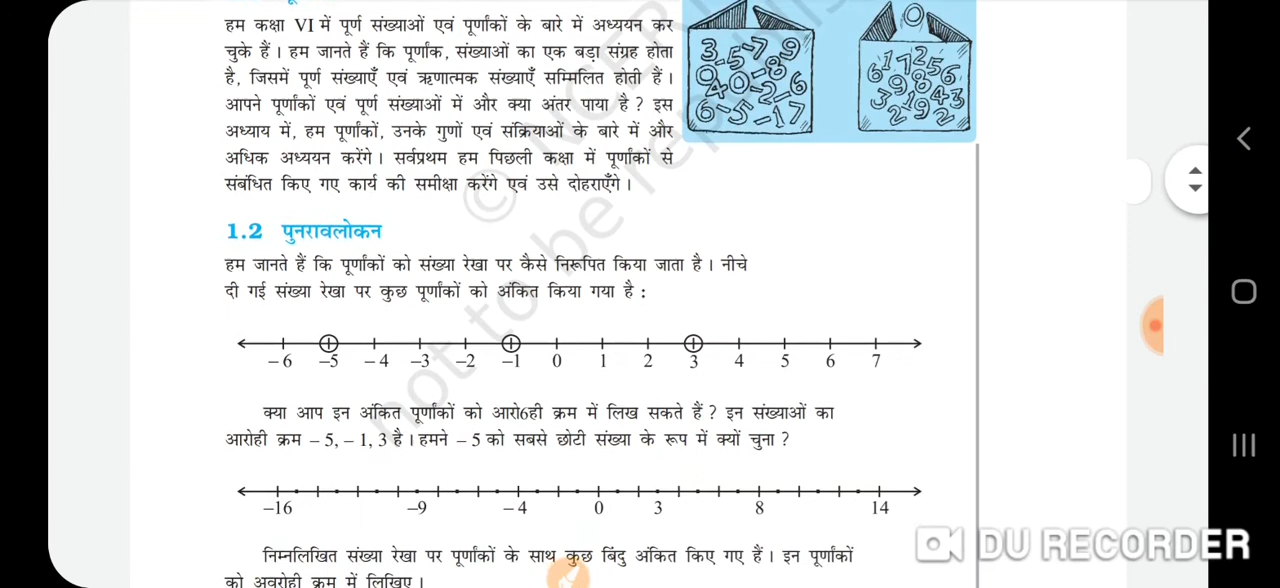 हम कक्षा VI में पूर्ण संख्याओं एवं पूर्णांकों के बारे में अध्ययन कर
चुके हैं। हम जानते हैं कि पूर्णांक, संख्याओं का एक बड़ा संग्रह होता
है, जिसमें पूर्ण संख्याएँ एवं ऋणात्मक संख्याएँ सम्मिलित होती हैं।
आपने पूर्णांकों एवं पूर्ण संख्याओं में और क्या अंतर पाया है? इस
अध्याय में, हम पूर्णांकों, उनके गुणों एवं संक्रियाओं के बारे में और
अधिक अध्ययन करेंगे। सर्वप्रथम हम पिछली कक्षा में पूर्णांकों से
संबंधित किए गए कार्य की समीक्षा करेंगे एवं उसे दोहराएँगे।
1.2 पुनरावलोकन
हम जानते हैं कि पूर्णांकों को संख्या रेखा पर कैसे निरूपित किया जाता है। नीचे
दी गई संख्या रेखा पर कुछ पूर्णांकों को अंकित किया गया है :
– 6 –5 – 4 –3 –2 –1 0 1 2 3 4 5 6 7
क्या आप इन अंकित पूर्णांकों को आरो6ही क्रम में लिख सकते हैं? इन संख्याओं का
आरोही क्रम – 5, – 1, 3 है। हमने – 5 को सबसे छोटी संख्या के रूप में क्यों चुना?
–16 –9 – 4 0 3 8 14
निम्नलिखित संख्या रेखा पर पूर्णांकों के साथ कुछ बिंदु अंकित किए गए हैं। इन पूर्णांकों
को अवरोही क्रम में लिखिए।
not to be
DU RECORDER